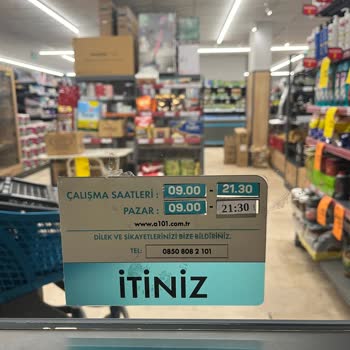 ÇALIŞMA SAATLERİ : 09.00 - 21.30
PAZAR : 09.00 - 21:30
www.a101.com.tr
DİLEK VE ŞİKAYETLERİNİZİ BİZE BİLDİRİNİZ.
TEL: 0850 808 2 101
İTİNİZ